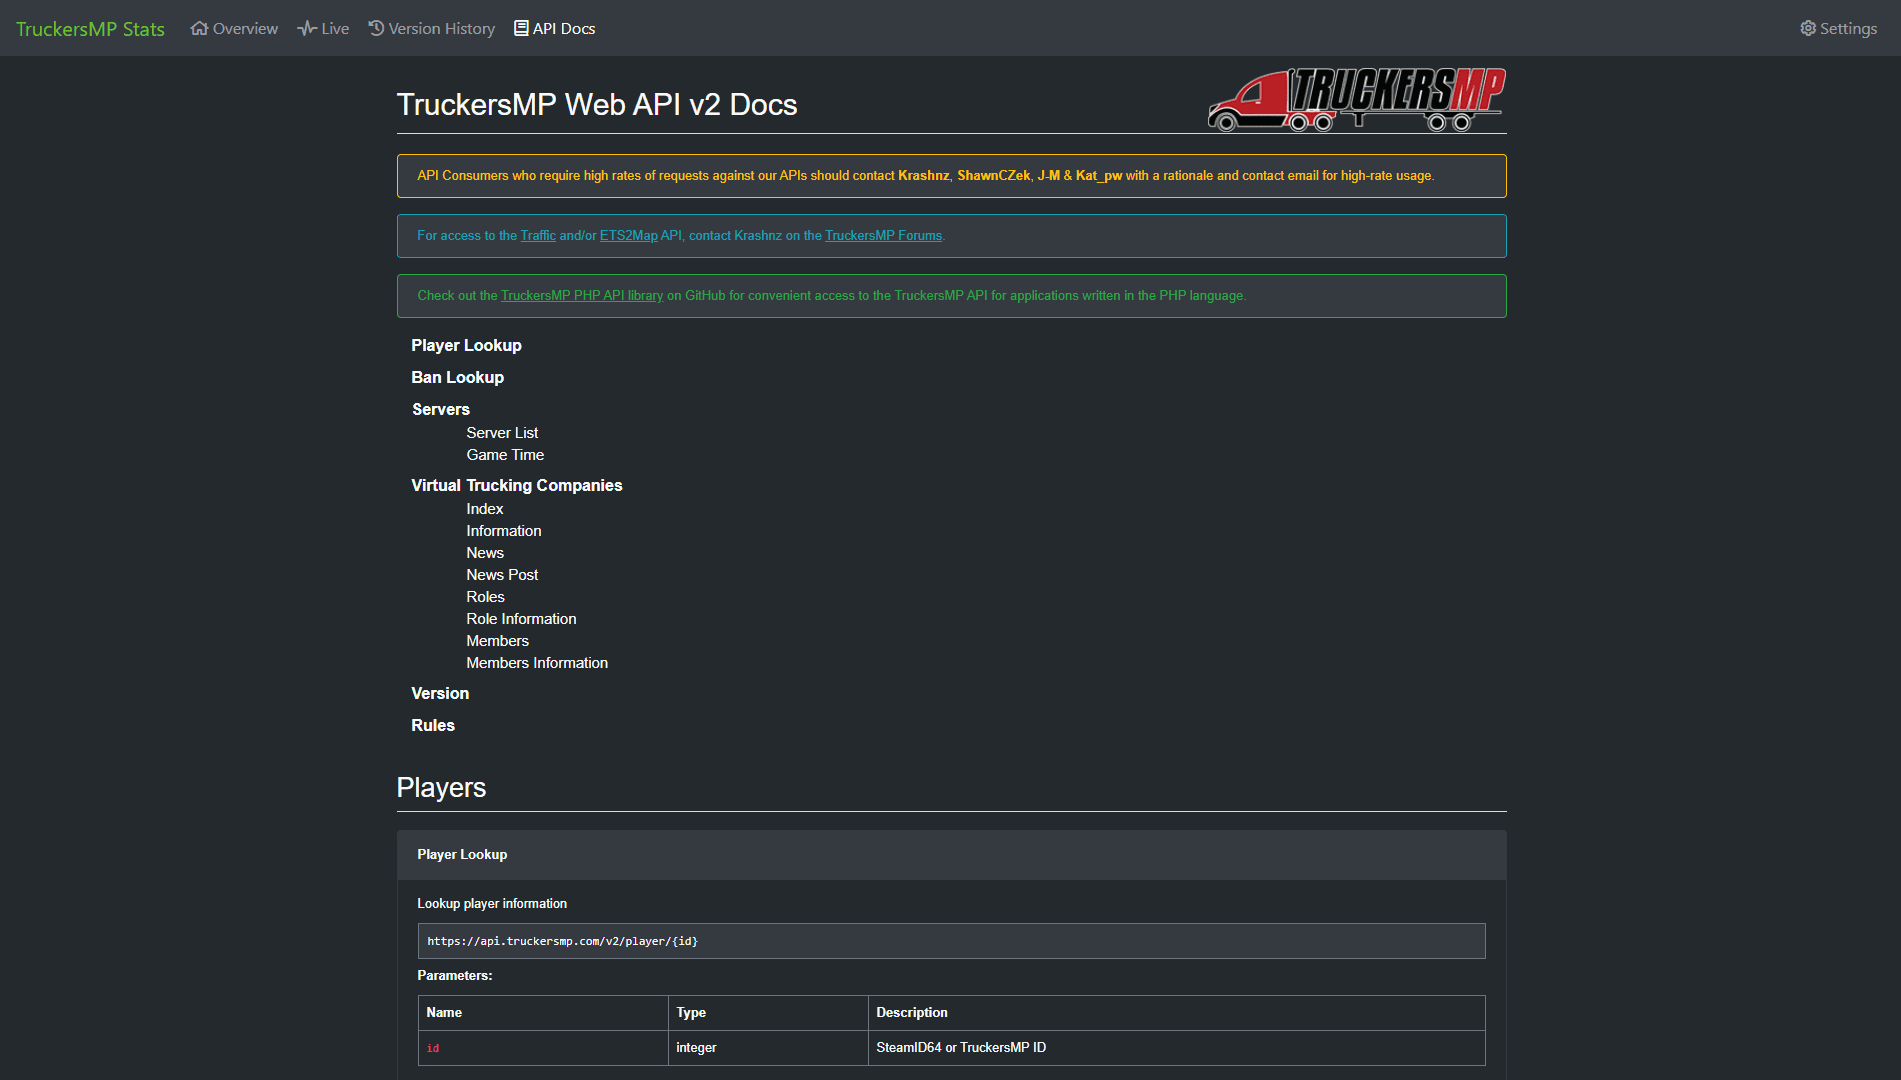 TruckersMP Stats Overview Live Version History API Docs Settings
TruckersMP Web API v2 Docs
TRUCKERSMP
API Consumers who require high rates of requests against our APIs should contact Krashnz, ShawnCZek, J-M & Kat_pw with a rationale and contact email for high-rate usage.
For access to the Traffic and/or ETS2Map API, contact Krashnz on the TruckersMP Forums.
Check out the TruckersMP PHP API library on GitHub for convenient access to the TruckersMP API for applications written in the PHP language.
Player Lookup
Ban Lookup
Servers
Server List
Game Time
Virtual Trucking Companies
Index
Information
News
News Post
Roles
Role Information
Members
Members Information
Version
Rules
Players
Player Lookup
Lookup player information
https://api.truckersmp.com/v2/player/{id}
Parameters:
Name Type Description
id integer SteamID64 or TruckersMP ID